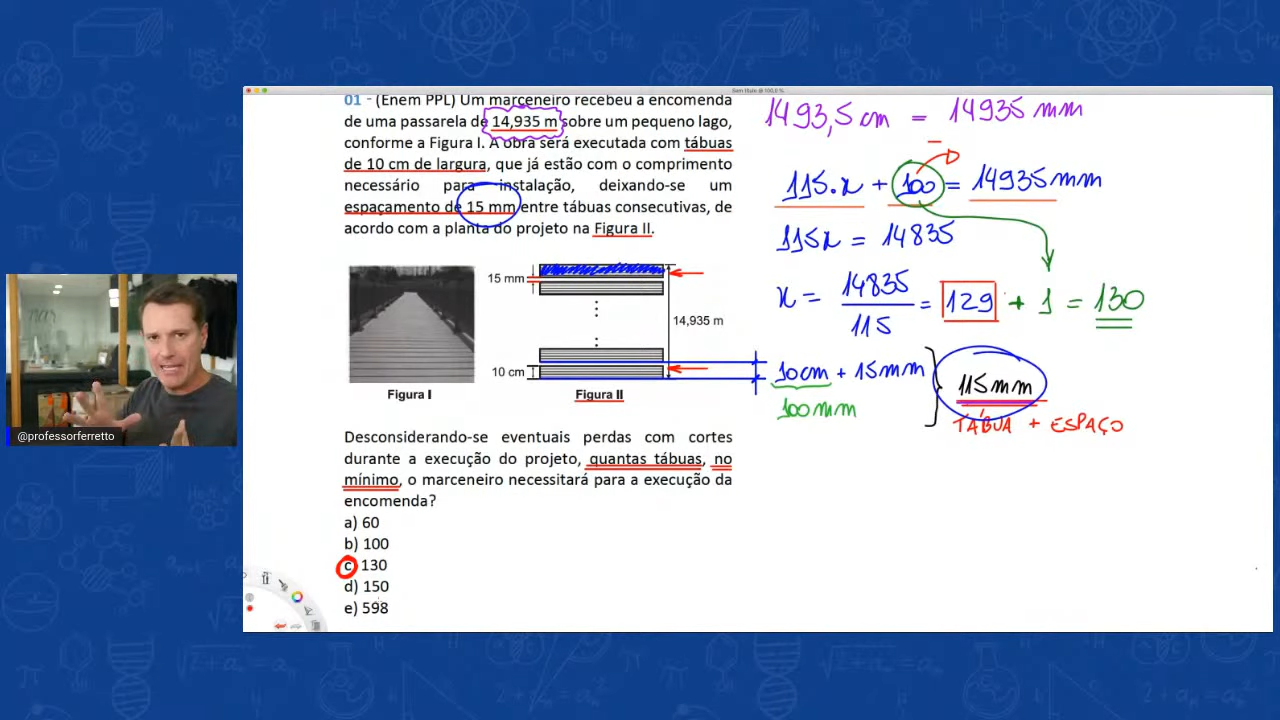 Sem título @ 100,0 %
01 - (Enem PPL) Um marceneiro recebeu a encomenda
de uma passarela de 14,935 m sobre um pequeno lago,
conforme a Figura I. A obra será executada com tábuas
de 10 cm de largura, que já estão com o comprimento
necessário para instalação, deixando-se um
espaçamento de 15 mm entre tábuas consecutivas, de
acordo com a planta do projeto na Figura II.
15 mm
14,935 m
10 cm
Figura I
Figura II
Desconsiderando-se eventuais perdas com cortes
durante a execução do projeto, quantas tábuas, no
mínimo, o marceneiro necessitará para a execução da
encomenda?
a) 60
b) 100
c) 130
d) 150
e) 598
1493,5 cm = 14935 mm
115.x + 100 = 14935 mm
115x = 14835
x = 14835/115 = 129 + 1 = 130
10cm + 15mm } 115mm
100mm
TÁBUA + ESPAÇO
@professorferretto